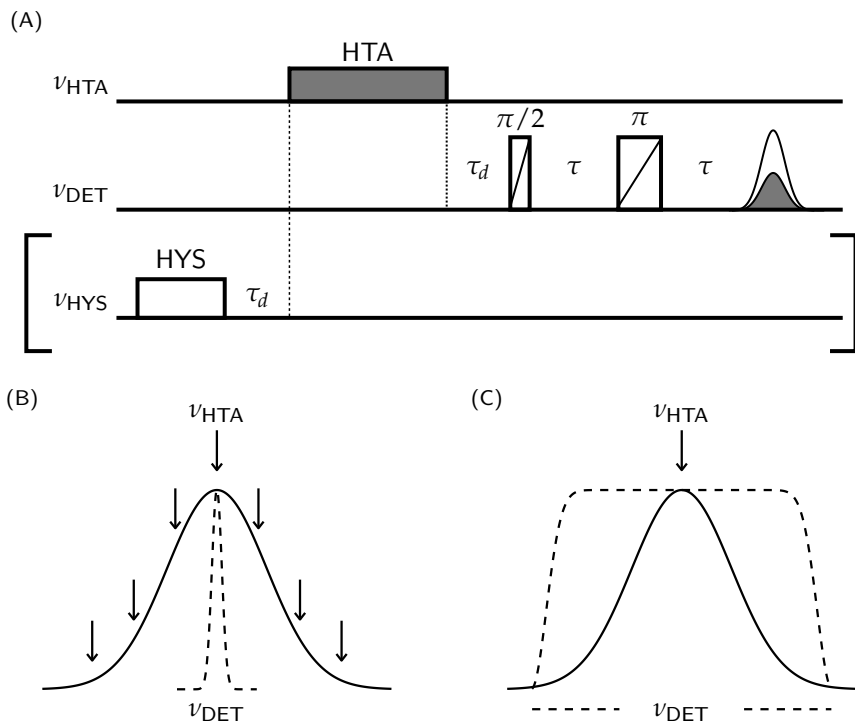 (A)
HTA
ν_HTA
π/2 π
τ_d τ τ
ν_DET
HYS
ν_HYS τ_d
(B) (C)
ν_HTA ν_HTA
ν_DET ν_DET